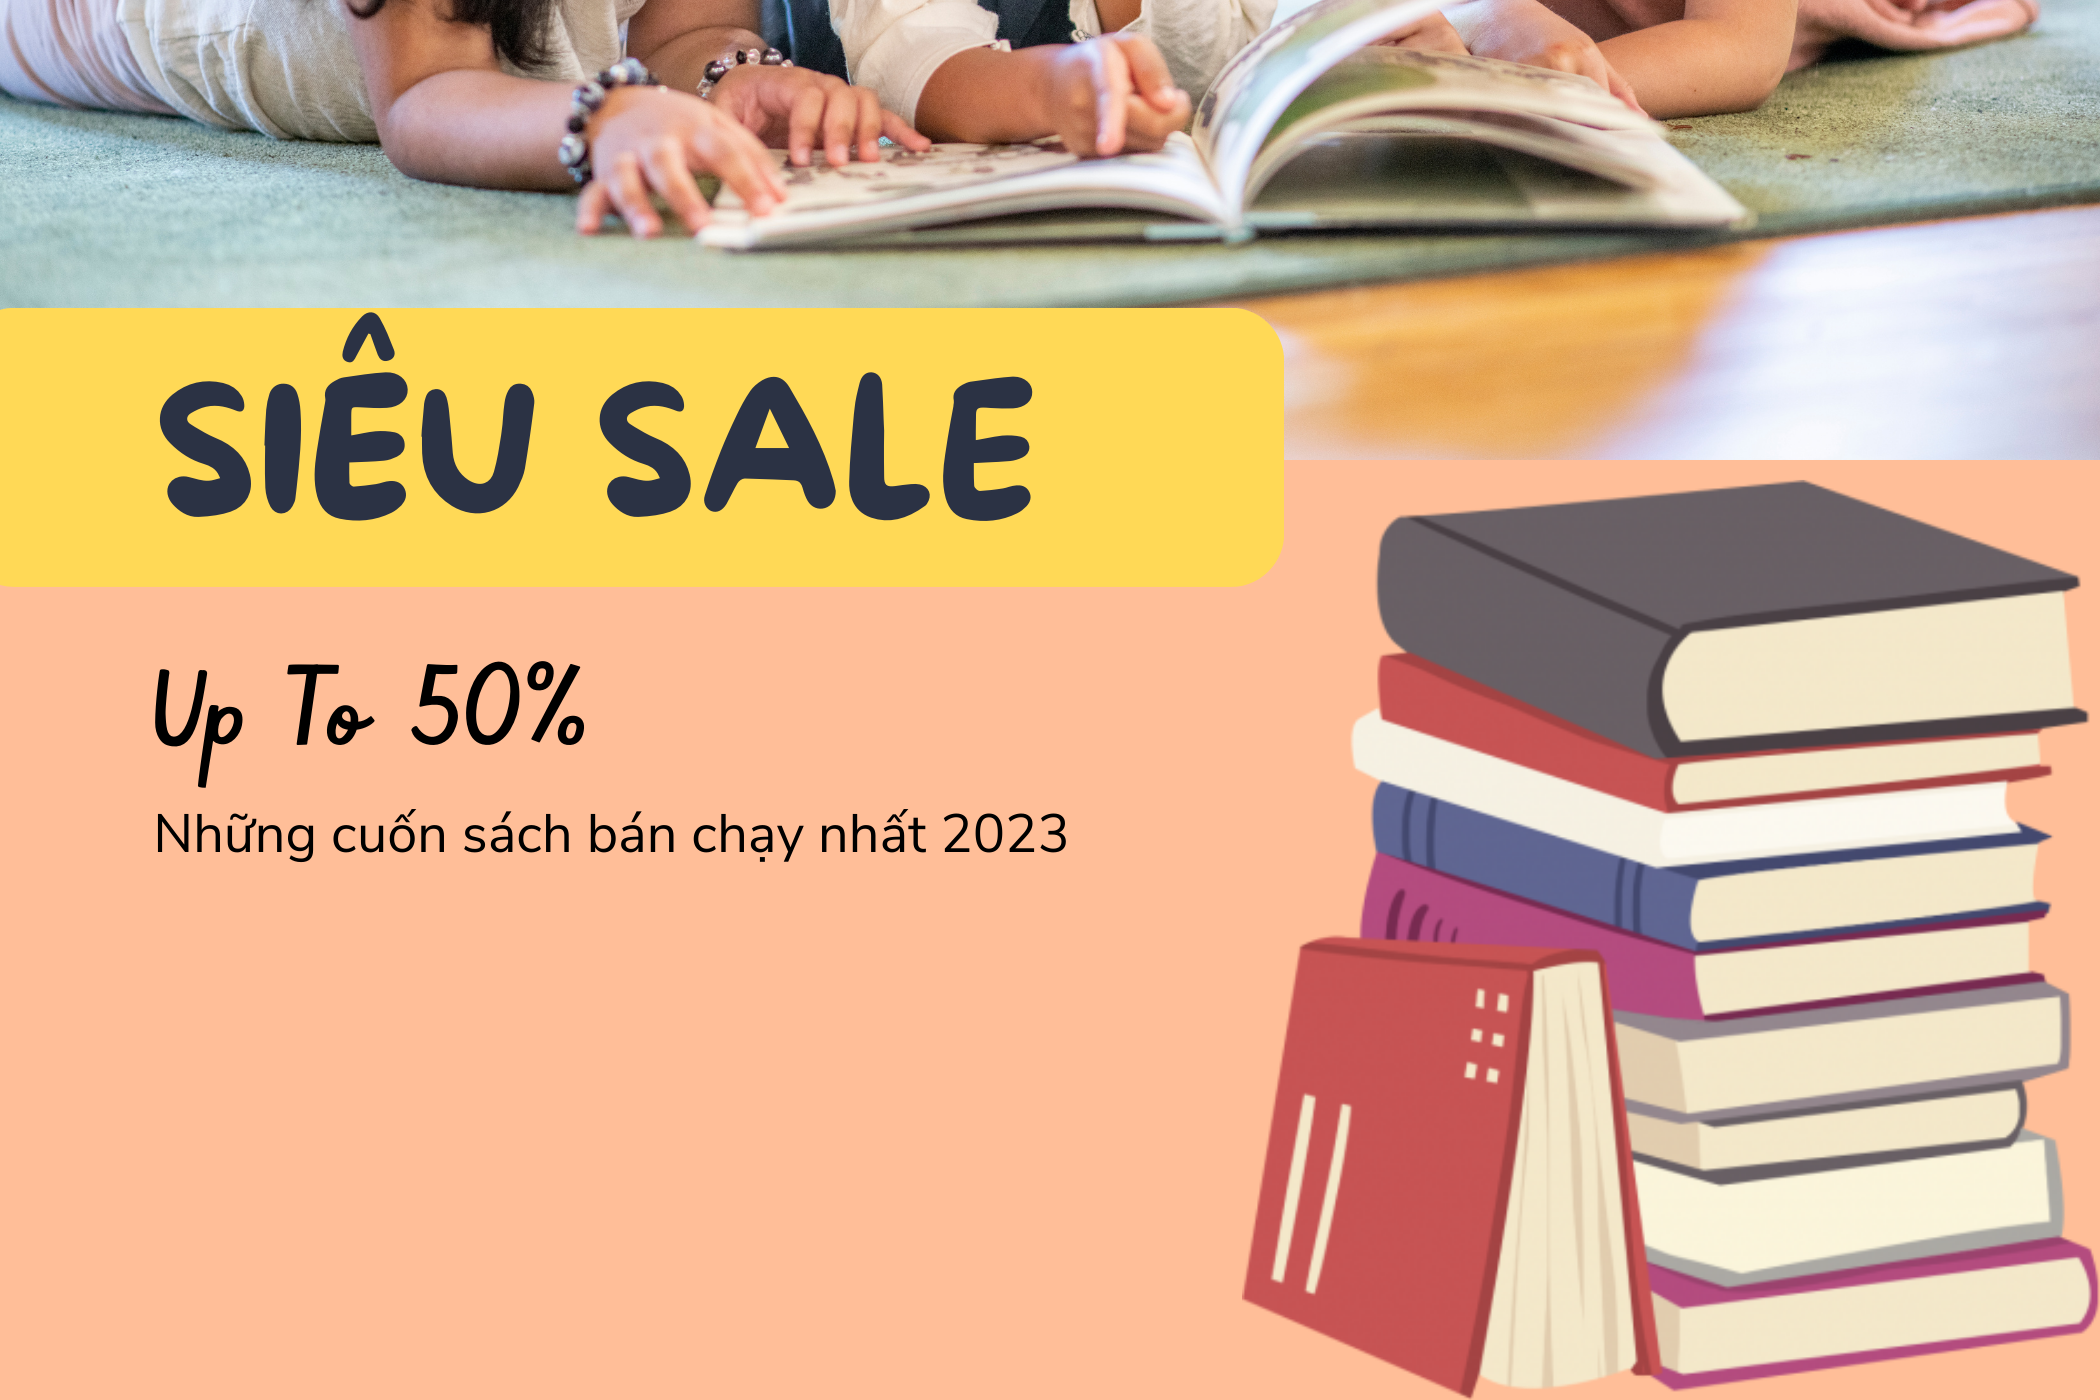 SIÊU SALE
Up To 50%
Những cuốn sách bán chạy nhất 2023